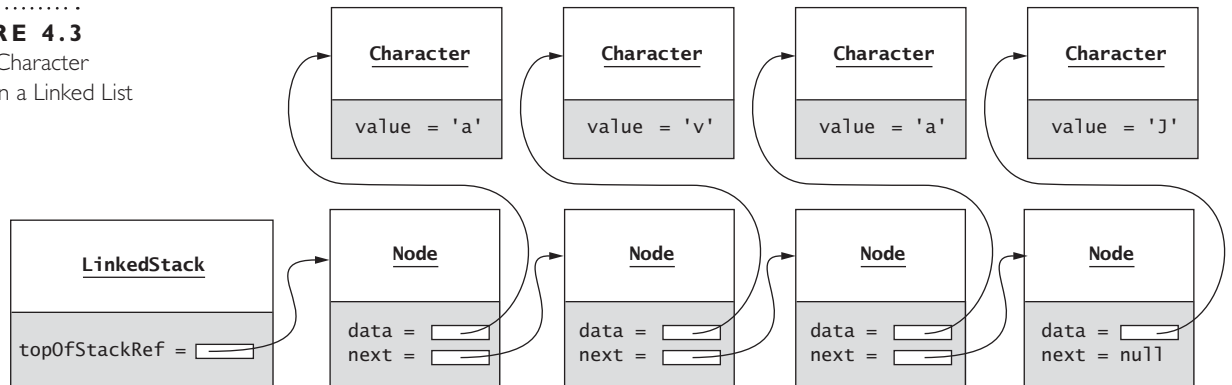 RE 4.3
Character
n a Linked List
Character
value = 'a'
Character
value = 'v'
Character
value = 'a'
Character
value = 'J'
LinkedStack
topOfStackRef =
Node
data =
next =
Node
data =
next =
Node
data =
next =
Node
data =
next = null